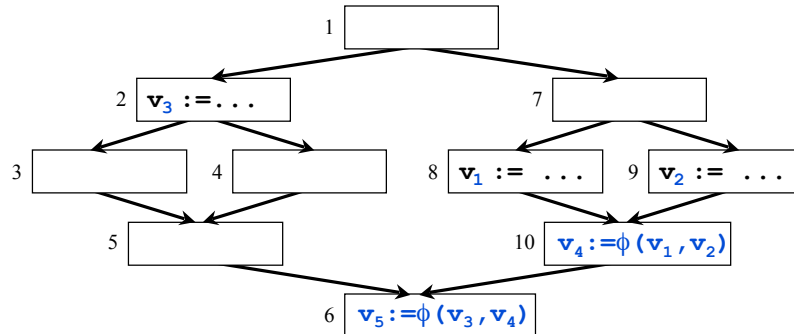 1
2 v₃ :=...
7
3
4
8 v₁ := ...
9 v₂ := ...
5
10 v₄:=ϕ(v₁,v₂)
6 v₅:=ϕ(v₃,v₄)